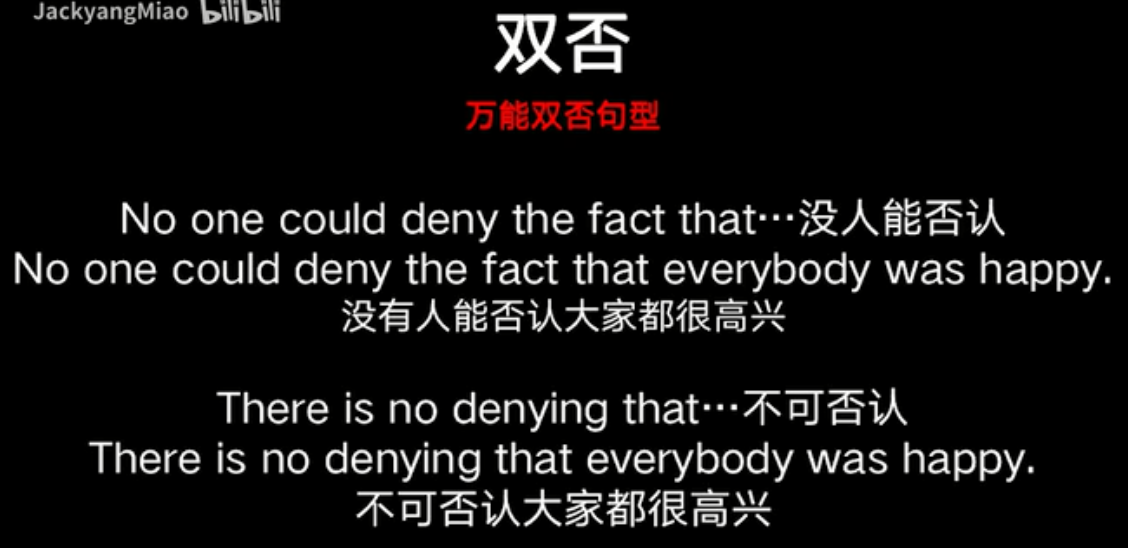 JackyangMiao bilibili
双否
万能双否句型
No one could deny the fact that…没人能否认
No one could deny the fact that everybody was happy.
没有人能否认大家都很高兴
There is no denying that…不可否认
There is no denying that everybody was happy.
不可否认大家都很高兴